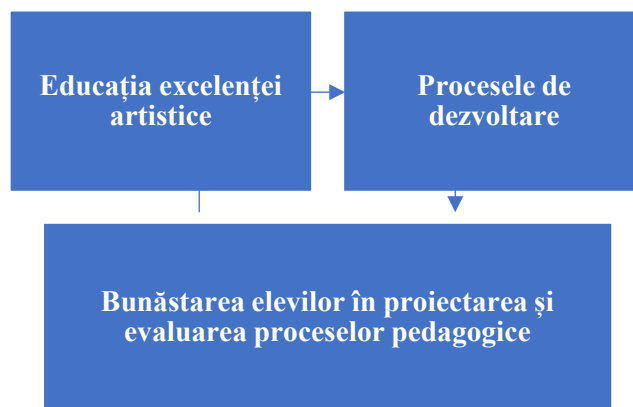 Educația excelenței
artistice
Procesele de
dezvoltare
Bunăstarea elevilor în proiectarea și
evaluarea proceselor pedagogice